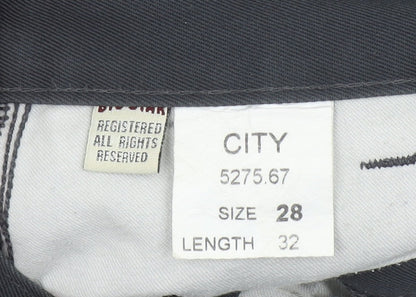 REGISTERED
ALL RIGHTS
RESERVED
CITY
5275.67
SIZE 28
LENGTH 32